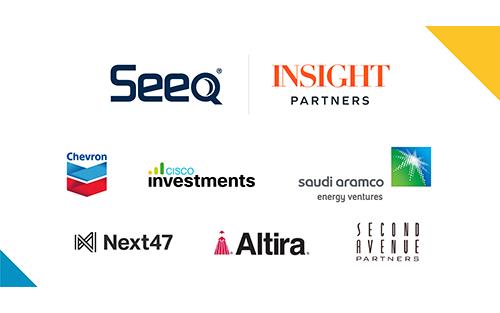 Seeq®
INSIGHT
PARTNERS
Chevron
CISCO
investments
saudi aramco
energy ventures
Next47
Altira.
SECOND
AVENUE
PARTNERS